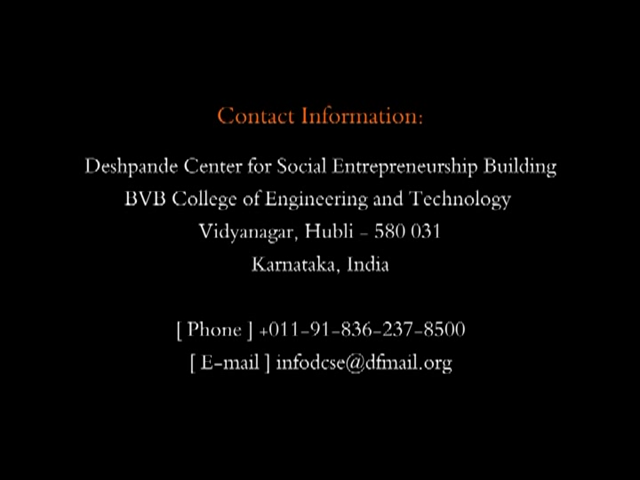 Contact Information:
Deshpande Center for Social Entrepreneurship Building
BVB College of Engineering and Technology
Vidyanagar, Hubli - 580 031
Karnataka, India
[ Phone ] +011-91-836-237-8500
[ E-mail ] infodcse@dfmail.org